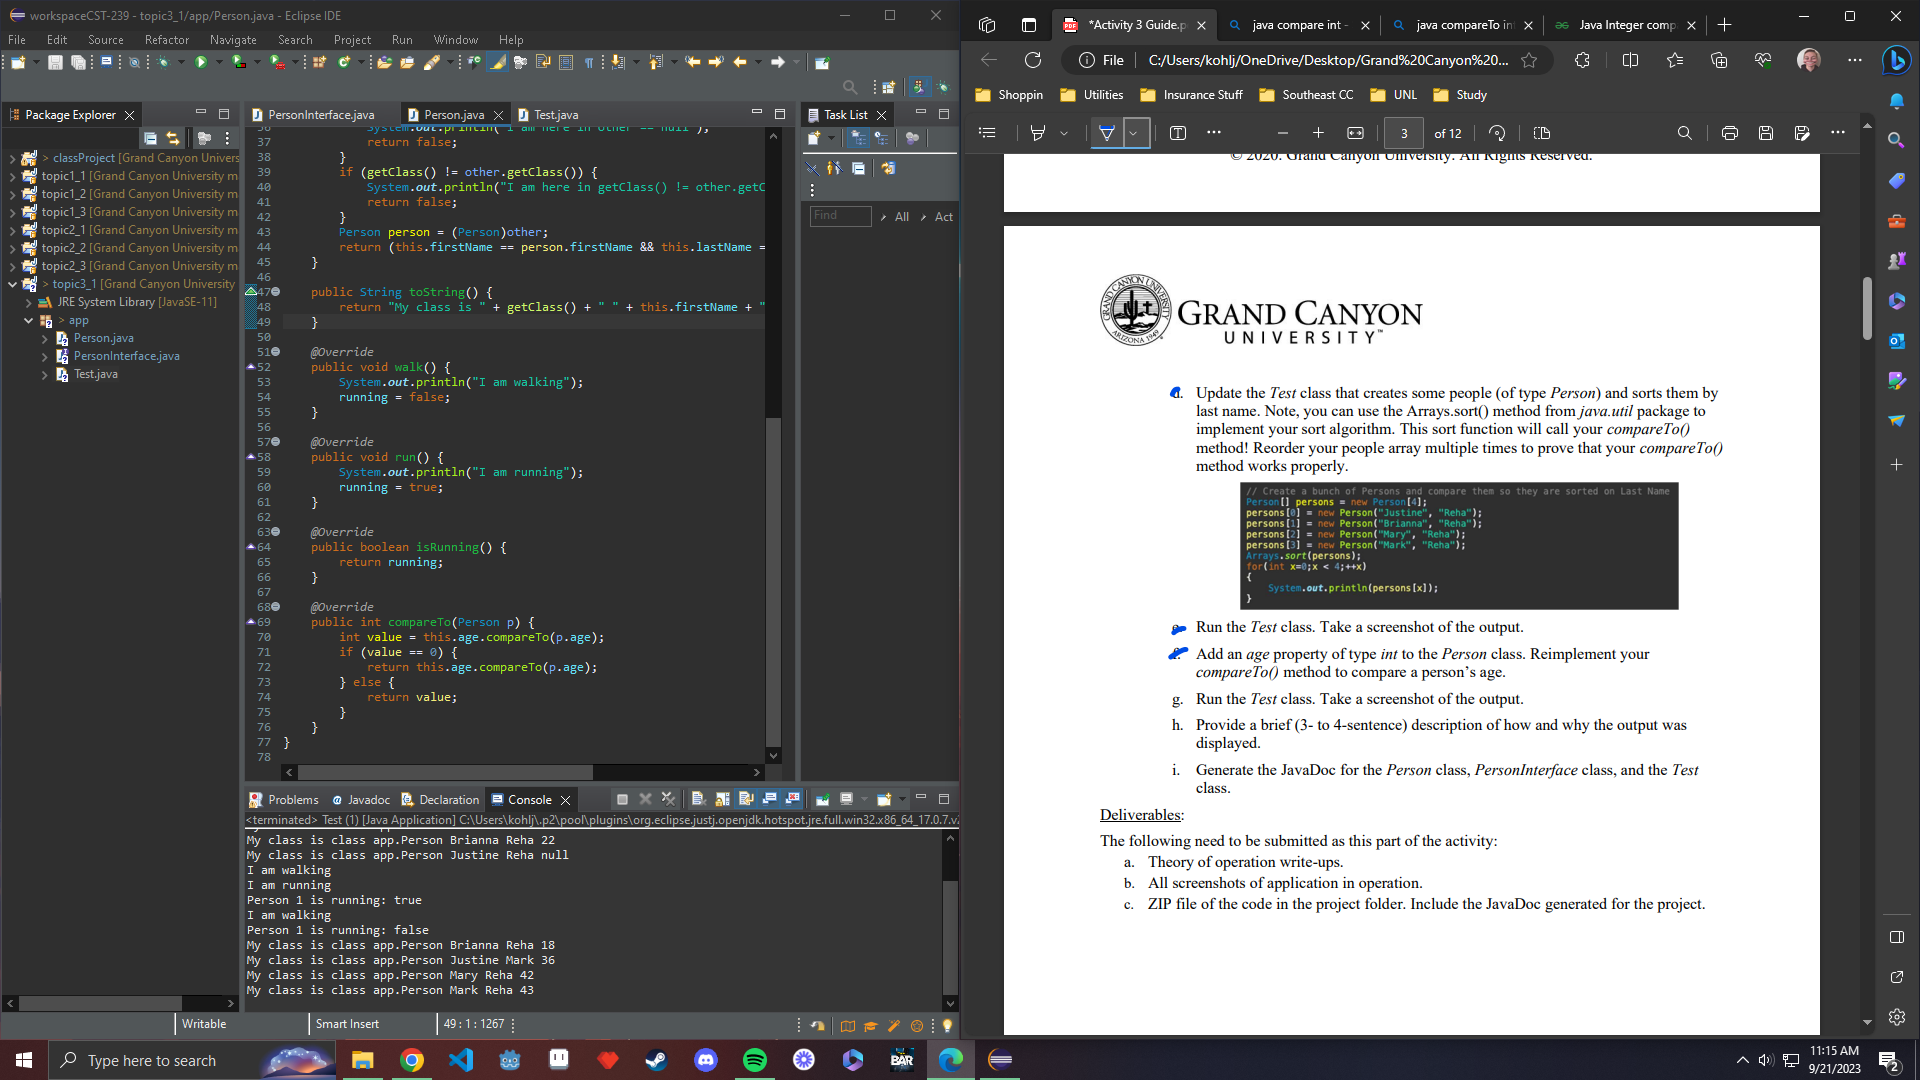 workspaceCST-239 - topic3_1/app/Person.java - Eclipse IDE
File Edit Source Refactor Navigate Search Project Run Window Help
Package Explorer
> classProject [Grand Canyon Univers
topic1_1 [Grand Canyon University m
topic1_2 [Grand Canyon University m
topic1_3 [Grand Canyon University m
topic2_1 [Grand Canyon University m
topic2_2 [Grand Canyon University m
topic2_3 [Grand Canyon University m
> topic3_1 [Grand Canyon University
JRE System Library [JavaSE-11]
> app
Person.java
PersonInterface.java
Test.java
PersonInterface.java Person.java Test.java
36 System.out.println("I am here in other == null");
37 return false;
38 }
39 if (getClass() != other.getClass()) {
40 System.out.println("I am here in getClass() != other.getC
41 return false;
42 }
43 Person person = (Person)other;
44 return (this.firstName == person.firstName && this.lastName =
45 }
46
47 public String toString() {
48 return "My class is " + getClass() + " " + this.firstName + "
49 }
50
51 @Override
52 public void walk() {
53 System.out.println("I am walking");
54 running = false;
55 }
56
57 @Override
58 public void run() {
59 System.out.println("I am running");
60 running = true;
61 }
62
63 @Override
64 public boolean isRunning() {
65 return running;
66 }
67
68 @Override
69 public int compareTo(Person p) {
70 int value = this.age.compareTo(p.age);
71 if (value == 0) {
72 return this.age.compareTo(p.age);
73 } else {
74 return value;
75 }
76 }
77 }
78
Task List
Find All Act
Problems Javadoc Declaration Console
<terminated> Test (1) [Java Application] C:\Users\kohlj\.p2\pool\plugins\org.eclipse.justj.openjdk.hotspot.jre.full.win32.x86_64_17.0.7.v
My class is class app.Person Brianna Reha 22
My class is class app.Person Justine Reha null
I am walking
I am running
Person 1 is running: true
I am walking
Person 1 is running: false
My class is class app.Person Brianna Reha 18
My class is class app.Person Justine Mark 36
My class is class app.Person Mary Reha 42
My class is class app.Person Mark Reha 43
Writable Smart Insert 49 : 1 : 1267
*Activity 3 Guide.p java compare int - java compareTo in Java Integer comp
File C:/Users/kohlj/OneDrive/Desktop/Grand%20Canyon%20...
Shoppin Utilities Insurance Stuff Southeast CC UNL Study
3 of 12
© 2020. Grand Canyon University. All Rights Reserved.
GRAND CANYON UNIVERSITY
ARIZONA 1949
GRAND CANYON
UNIVERSITY™
d. Update the Test class that creates some people (of type Person) and sorts them by
last name. Note, you can use the Arrays.sort() method from java.util package to
implement your sort algorithm. This sort function will call your compareTo()
method! Reorder your people array multiple times to prove that your compareTo()
method works properly.
// Create a bunch of Persons and compare them so they are sorted on Last Name
Person[] persons = new Person[4];
persons[0] = new Person("Justine", "Reha");
persons[1] = new Person("Brianna", "Reha");
persons[2] = new Person("Mary", "Reha");
persons[3] = new Person("Mark", "Reha");
Arrays.sort(persons);
for(int x=0;x < 4;++x)
{
System.out.println(persons[x]);
}
Run the Test class. Take a screenshot of the output.
Add an age property of type int to the Person class. Reimplement your
compareTo() method to compare a person's age.
g. Run the Test class. Take a screenshot of the output.
h. Provide a brief (3- to 4-sentence) description of how and why the output was
displayed.
i. Generate the JavaDoc for the Person class, PersonInterface class, and the Test
class.
Deliverables:
The following need to be submitted as this part of the activity:
a. Theory of operation write-ups.
b. All screenshots of application in operation.
c. ZIP file of the code in the project folder. Include the JavaDoc generated for the project.
Type here to search
BAR
11:15 AM
9/21/2023
2